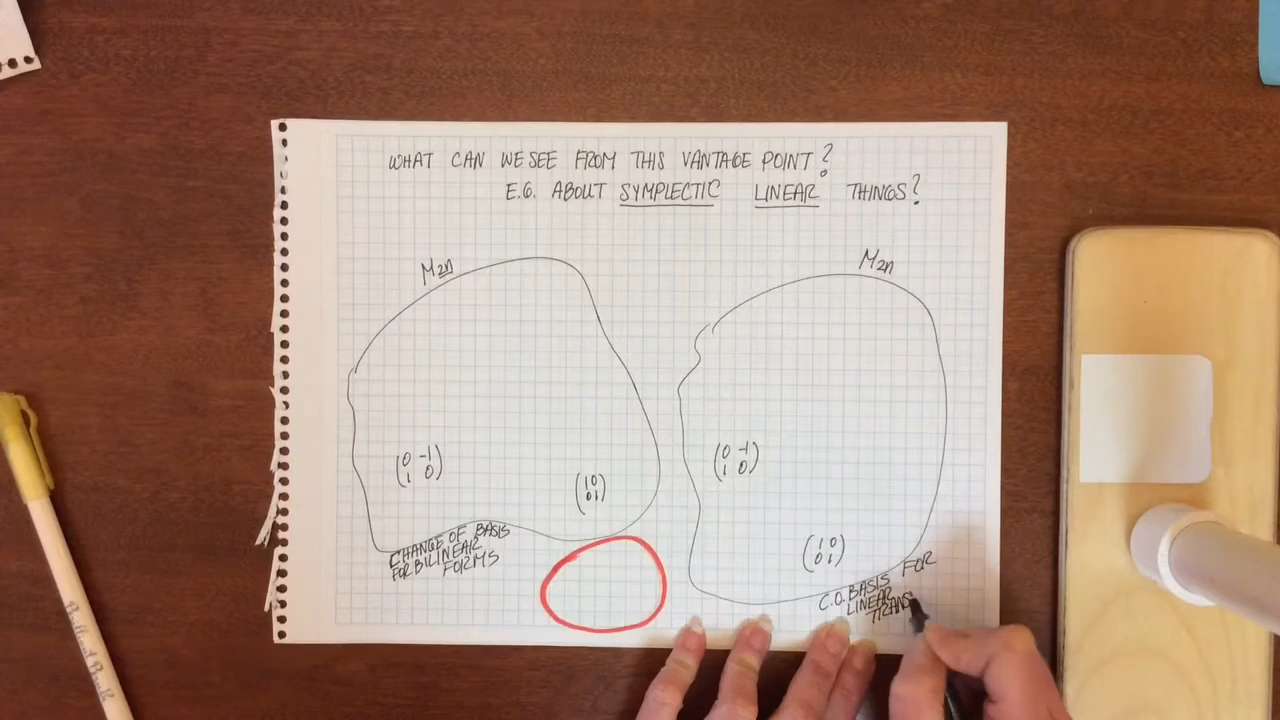 WHAT CAN WE SEE FROM THIS VANTAGE POINT?
E.G. ABOUT SYMPLECTIC LINEAR THINGS?
M2n
M2n
(0 -1
1 0)
(1 0
0 1)
CHANGE OF BASIS
FOR BILINEAR
FORMS
(0 -1
1 0)
(1 0
0 1)
C.O. BASIS FOR
LINEAR
TRANS